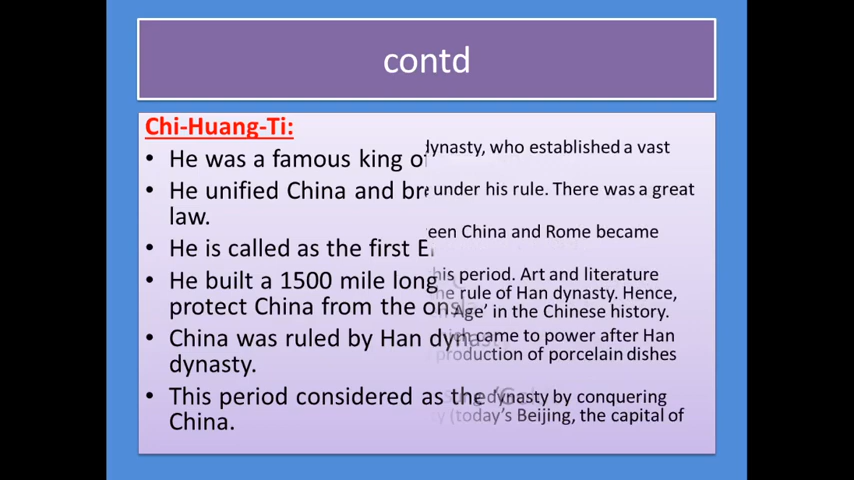 contd
Chi-Huang-Ti:
• He was a famous king of
dynasty, who established a vast
• He unified China and
under his rule. There was a great
law.
• He is called as the first
een China and Rome became
• He built a 1500 mile long
his period. Art and literature
protect China from the
rule of Han dynasty. Hence,
Age’ in the Chinese history.
• China was ruled by Han
came to power after Han
dynasty.
production of porcelain dishes
• This period considered as the
dynasty by conquering
China.
(today’s Beijing, the capital of